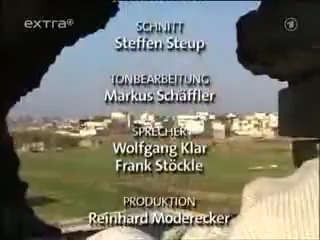 extra
SCHNITT
Steffen Steup
TONBEARBEITUNG
Markus Schäffler
SPRECHER
Wolfgang Klar
Frank Stöckle
PRODUKTION
Reinhard Moderecker